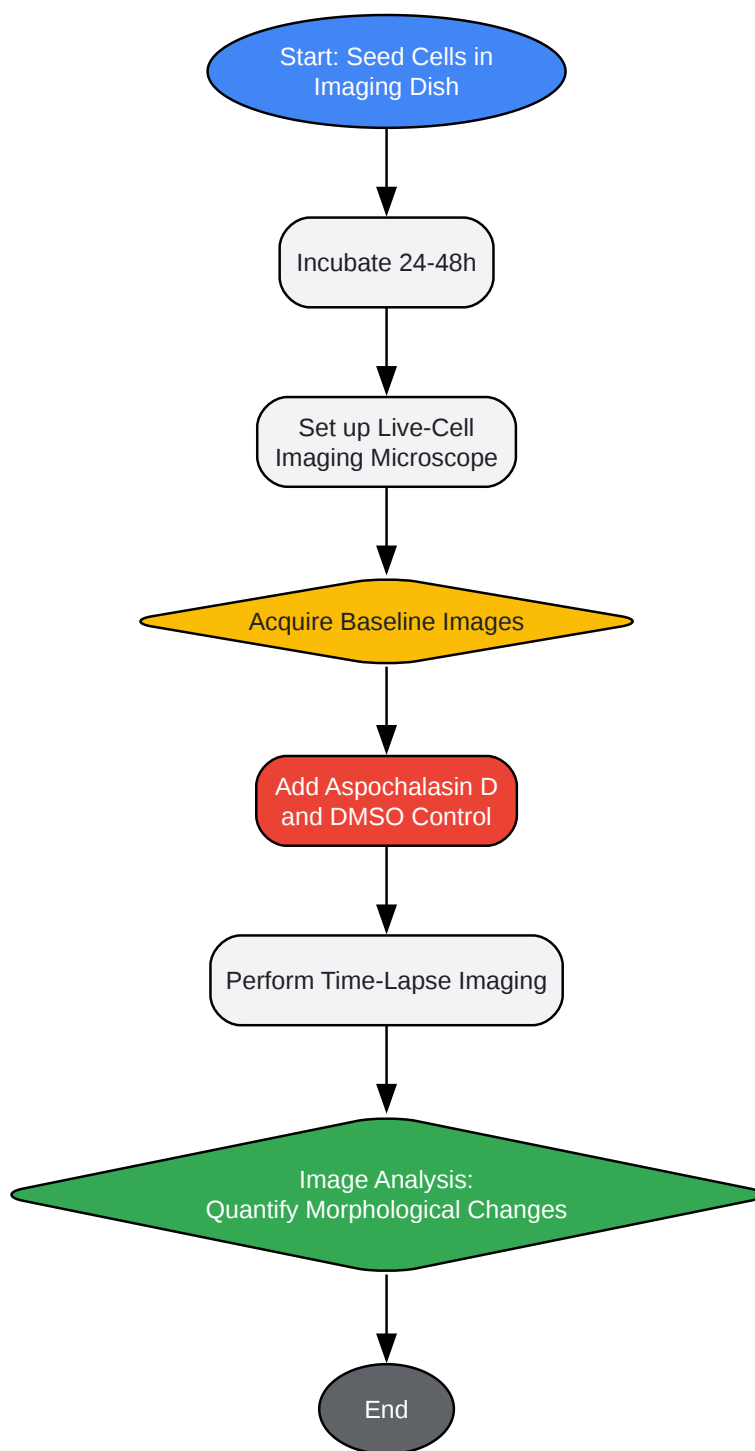 Start: Seed Cells in
Imaging Dish
Incubate 24-48h
Set up Live-Cell
Imaging Microscope
Acquire Baseline Images
Add Aspochalasin D
and DMSO Control
Perform Time-Lapse Imaging
Image Analysis:
Quantify Morphological Changes
End